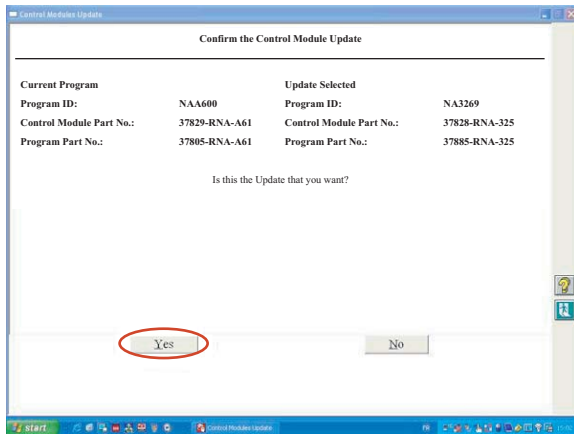 Control Modules Update
Confirm the Control Module Update
Current Program Update Selected
Program ID: NAA600 Program ID: NA3269
Control Module Part No.: 37829-RNA-A61 Control Module Part No.: 37828-RNA-325
Program Part No.: 37805-RNA-A61 Program Part No.: 37885-RNA-325
Is this the Update that you want?
Yes No
start Control Modules Update FR 15:02